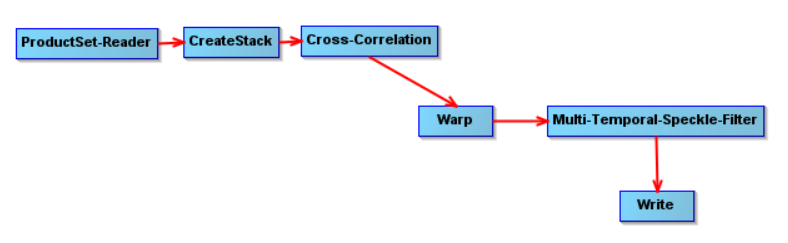 ProductSet-Reader
CreateStack
Cross-Correlation
Warp
Multi-Temporal-Speckle-Filter
Write